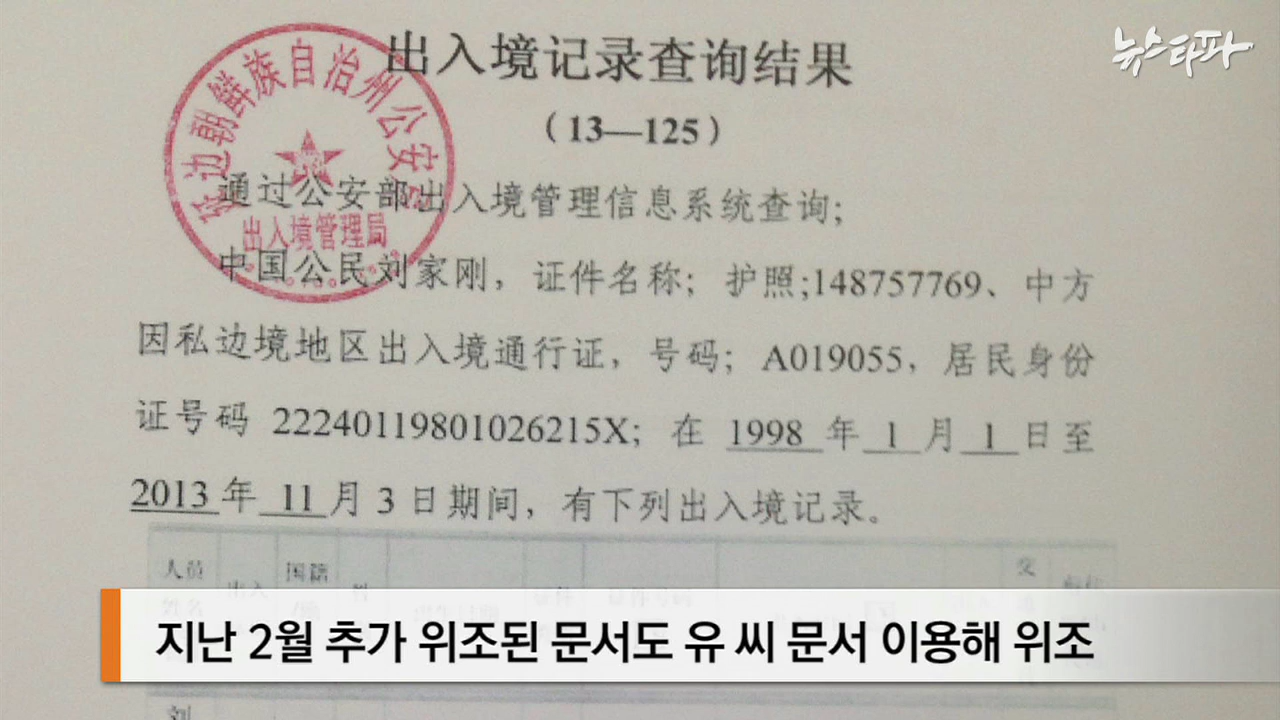 뉴스타파
出入境记录查询结果
（13—125）
延边朝鲜族自治州公安局
出入境管理局
通过公安部出入境管理信息系统查询;
中国公民刘家刚，证件名称；护照;148757769、中方
因私边境地区出入境通行证，号码；A019055，居民身份
证号码 22240119801026215X；在 1998 年 1 月 1 日至
2013 年 11 月 3 日期间，有下列出入境记录。
人员 国籍 交
지난 2월 추가 위조된 문서도 유 씨 문서 이용해 위조
刘